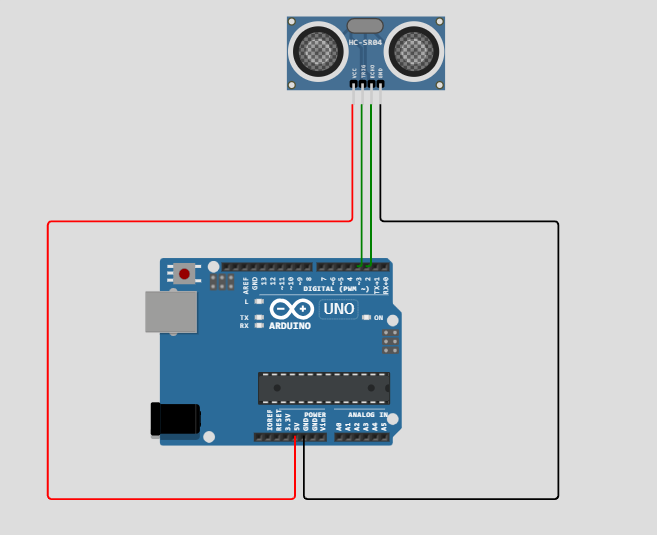 HC-SR04
VCC
TRIG
ECHO
GND
AREF
GND
13
12
~11
~10
~9
8
7
~6
~5
4
~3
2
TX→1
RX←0
DIGITAL (PWM ~)
L
TX
RX
UNO
ARDUINO
ON
IOREF
RESET
3.3V
5V
GND
GND
Vin
POWER
ANALOG IN
A0
A1
A2
A3
A4
A5